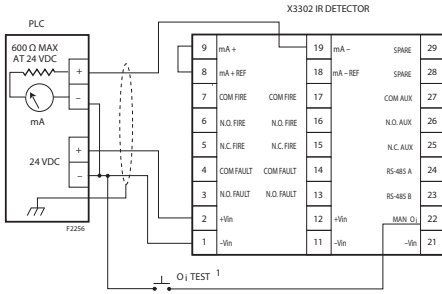 X3302 IR DETECTOR
PLC
600 Ω MAX
AT 24 VDC
+
–
mA
+
24 VDC
–
F2256
9 mA + 19 mA – SPARE 29
8 mA + REF 18 mA – REF SPARE 28
7 COM FIRE COM FIRE 17 COM AUX 27
6 N.O. FIRE N.O. FIRE 16 N.O. AUX 26
5 N.C. FIRE N.C. FIRE 15 N.C. AUX 25
4 COM FAULT COM FAULT 14 RS-485 A 24
3 N.O. FAULT N.O. FAULT 13 RS-485 B 23
2 +Vin 12 +Vin MAN Oi 22
1 –Vin 11 –Vin –Vin 21
Oi TEST 1